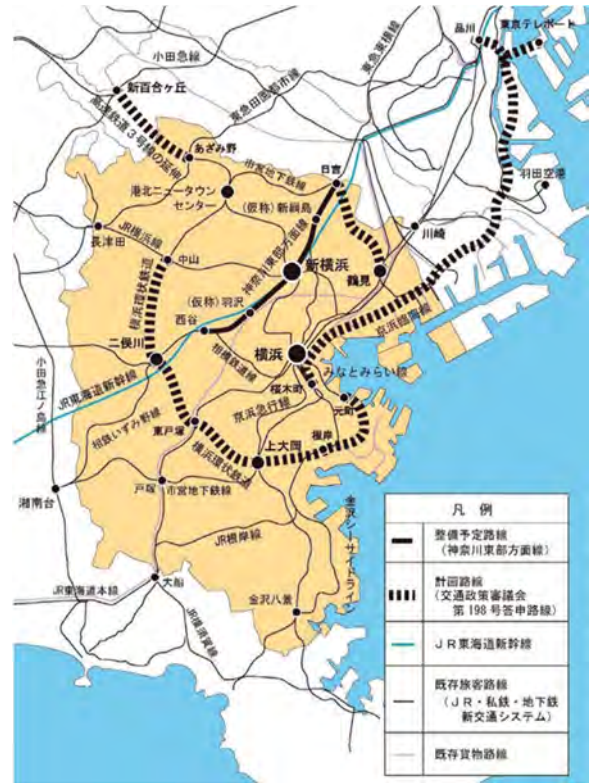 品川
東京テレポート
小田急線
東急東横線
新百合ヶ丘
東急田園都市線
高速鉄道3号線の延伸
あざみ野
市営地下鉄線
日吉
羽田空港
港北ニュータウン
センター
(仮称)新綱島
神奈川東部方面線
川崎
JR横浜線
長津田
中山
新横浜
鶴見
横浜環状鉄道
(仮称)羽沢
西谷
京浜臨海線
二俣川
相模鉄道線
横浜
みなとみらい線
小田急江ノ島線
JR東海道新幹線
桜木町
元町
相鉄いずみ野線
京浜急行線
東戸塚
横浜環状鉄道
上大岡
根岸
湘南台
戸塚
市営地下鉄線
金沢シーサイドライン
JR根岸線
JR東海道本線
大船
金沢八景
JR横須賀線
凡例
整備予定路線
(神奈川東部方面線)
計画路線
(交通政策審議会
第198号答申路線
JR東海道新幹線
既存旅客路線
(JR・私鉄・地下鉄
新交通システム)
既存貨物路線